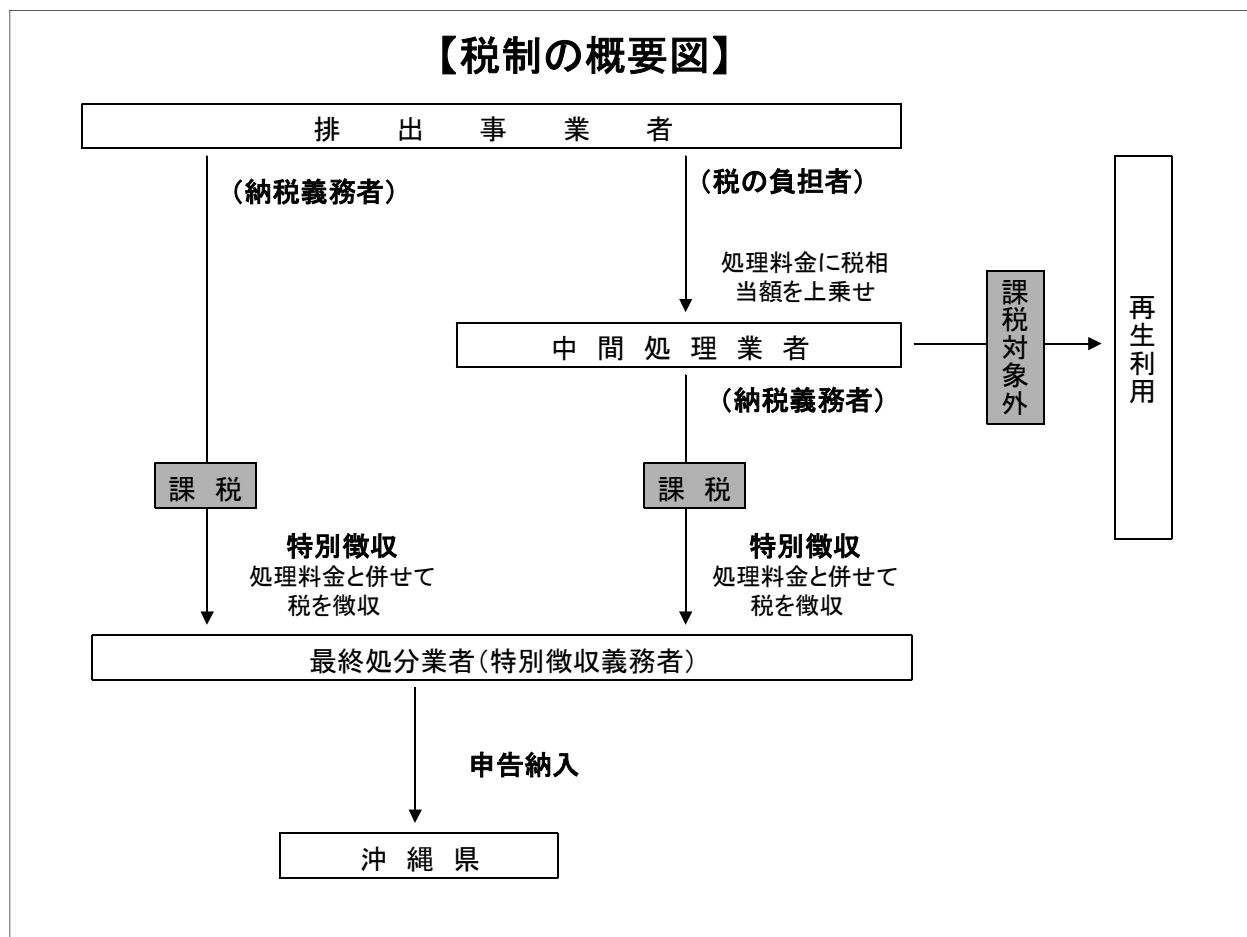 【税制の概要図】
排出事業者
(納税義務者)
(税の負担者)
処理料金に税相
当額を上乗せ
中間処理業者
課税対象外
再生利用
(納税義務者)
課税
課税
特別徴収
処理料金と併せて
税を徴収
特別徴収
処理料金と併せて
税を徴収
最終処分業者(特別徴収義務者)
申告納入
沖縄県